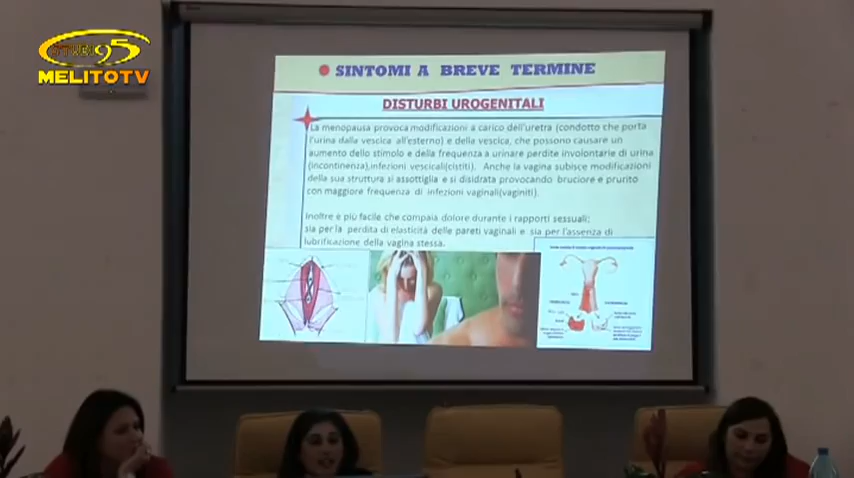 95
MELITOTV
SINTOMI A BREVE TERMINE
DISTURBI UROGENITALI
La menopausa provoca modificazioni a carico dell'uretra (condotto che porta
l'urina dalla vescica all'esterno) e della vescica, che possono causare un
aumento dello stimolo e della frequenza a urinare perdite involontarie di urina
(incontinenza),infezioni vescicali(cistiti). Anche la vagina subisce modificazioni
della sua struttura si assottiglia e si disidrata provocando bruciore e prurito
con maggiore frequenza di infezioni vaginali(vaginiti).
Inoltre è più facile che compaia dolore durante i rapporti sessuali;
sia per la perdita di elasticità delle pareti vaginali e sia per l'assenza di
lubrificazione della vagina stessa.